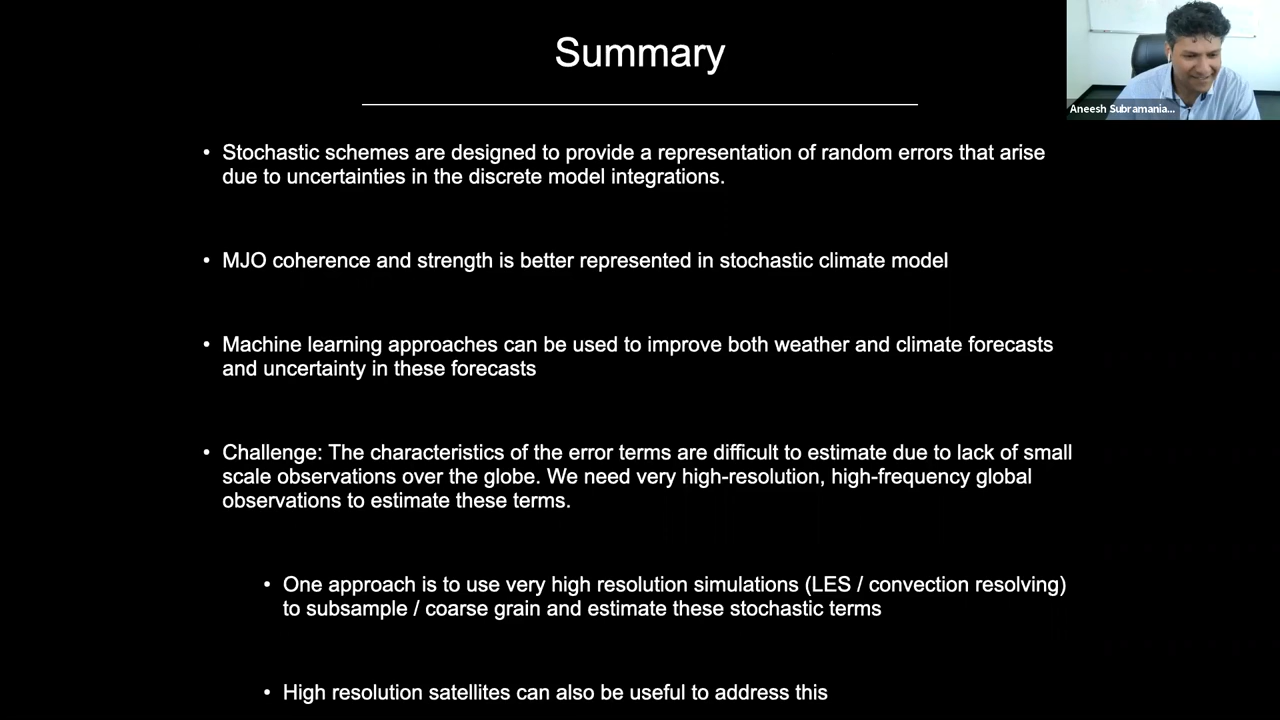 Summary
Aneesh Subramania...
• Stochastic schemes are designed to provide a representation of random errors that arise
due to uncertainties in the discrete model integrations.
• MJO coherence and strength is better represented in stochastic climate model
• Machine learning approaches can be used to improve both weather and climate forecasts
and uncertainty in these forecasts
• Challenge: The characteristics of the error terms are difficult to estimate due to lack of small
scale observations over the globe. We need very high-resolution, high-frequency global
observations to estimate these terms.
• One approach is to use very high resolution simulations (LES / convection resolving)
to subsample / coarse grain and estimate these stochastic terms
• High resolution satellites can also be useful to address this